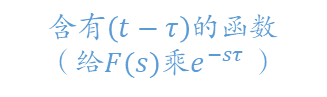 含有(t − τ)的函数
（给F(s)乘e^{−sτ} ）